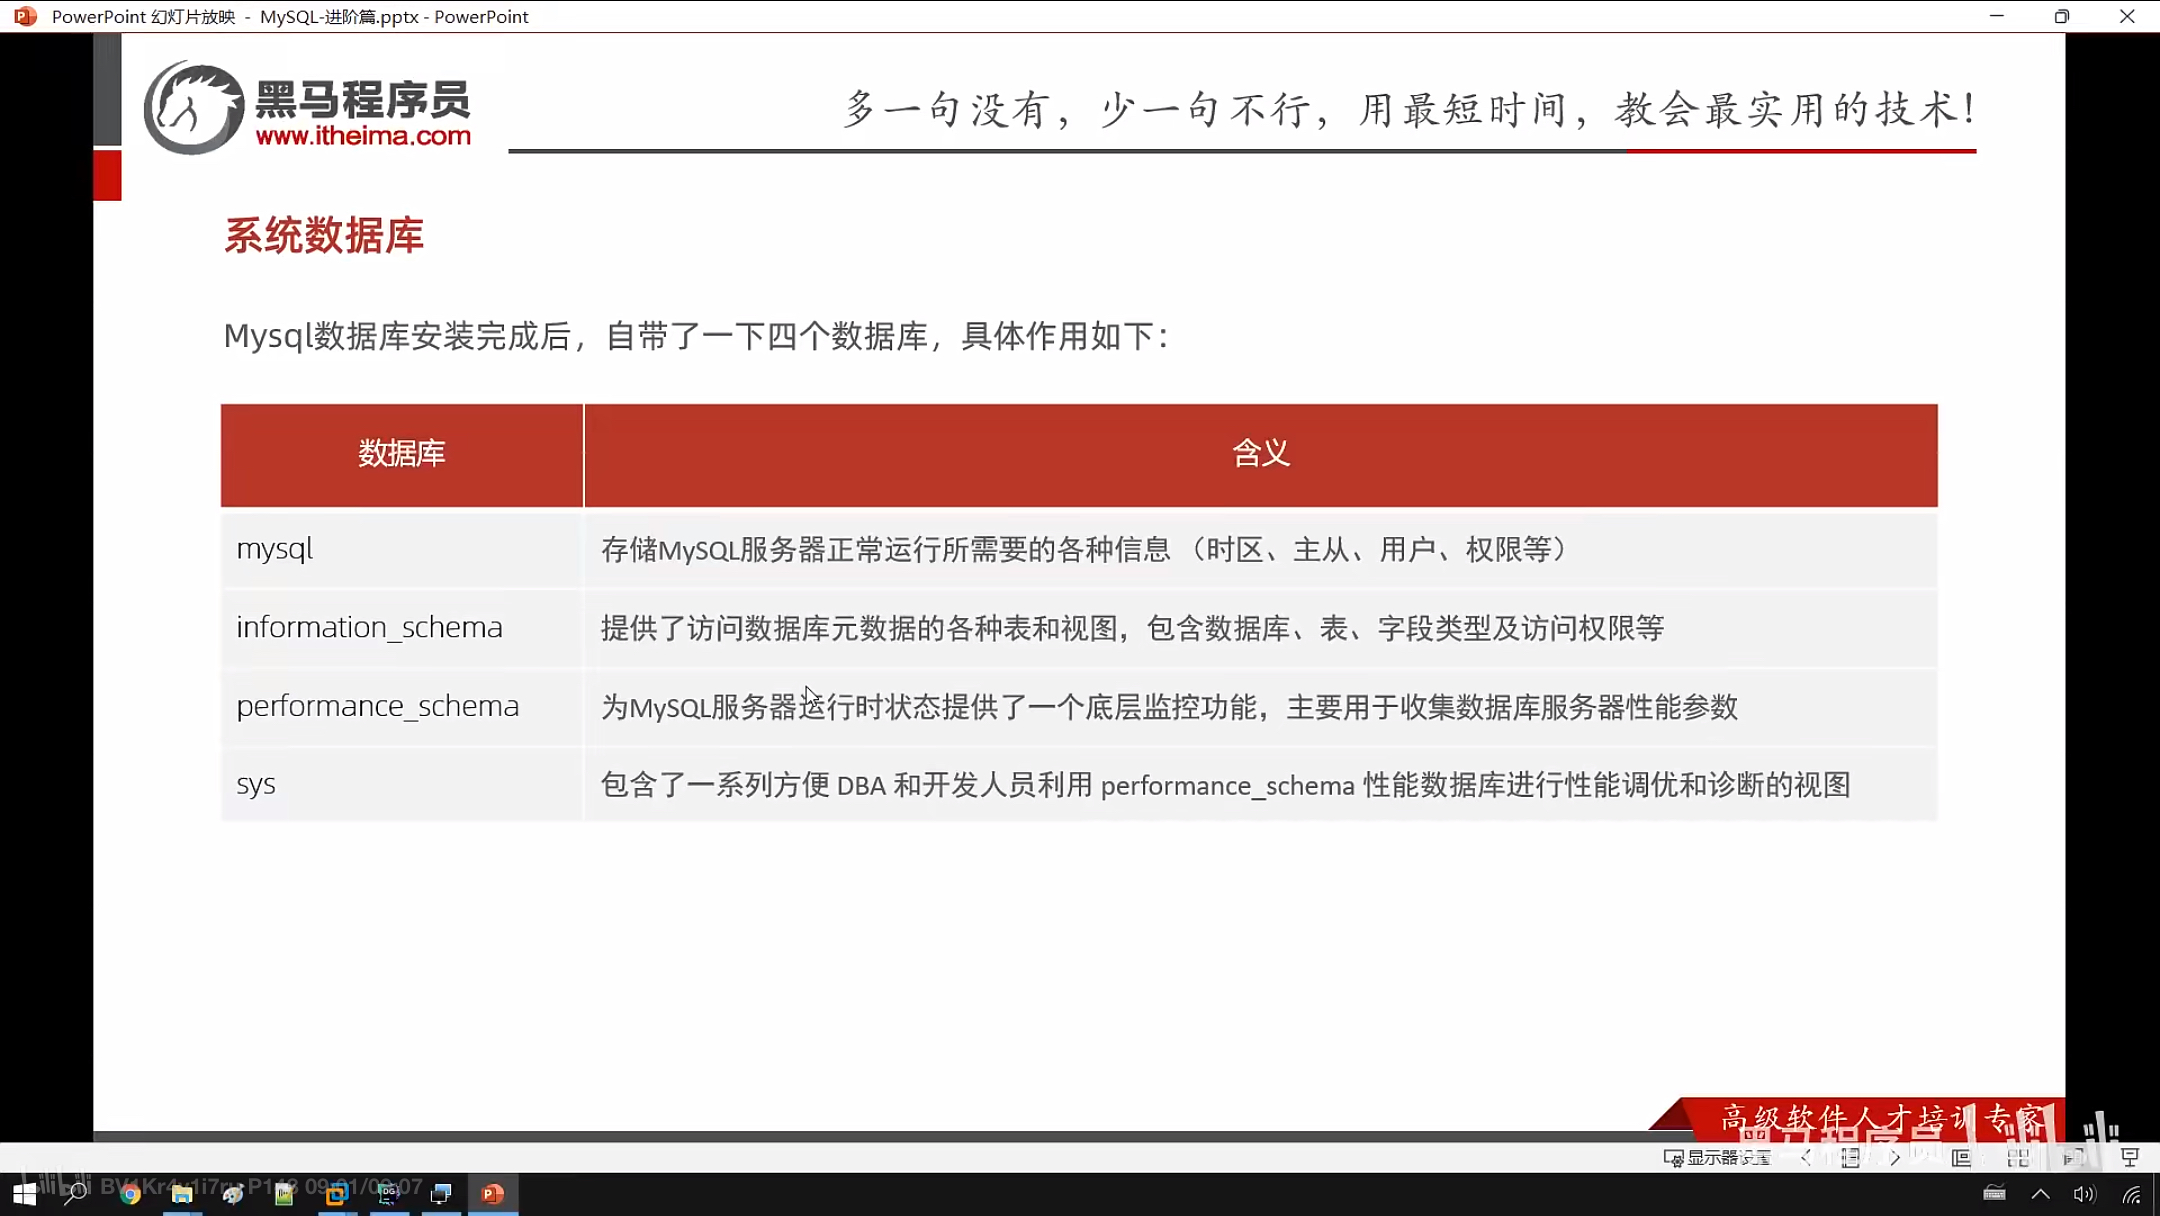 PowerPoint 幻灯片放映 - MySQL-进阶篇.pptx - PowerPoint
黑马程序员
www.itheima.com
多一句没有，少一句不行，用最短时间，教会最实用的技术！
系统数据库
Mysql数据库安装完成后，自带了一下四个数据库，具体作用如下：
数据库 含义
mysql 存储MySQL服务器正常运行所需要的各种信息 （时区、主从、用户、权限等）
information_schema 提供了访问数据库元数据的各种表和视图，包含数据库、表、字段类型及访问权限等
performance_schema 为MySQL服务器运行时状态提供了一个底层监控功能，主要用于收集数据库服务器性能参数
sys 包含了一系列方便 DBA 和开发人员利用 performance_schema 性能数据库进行性能调优和诊断的视图
高级软件人才培训专家
黑马程序员
显示器设置